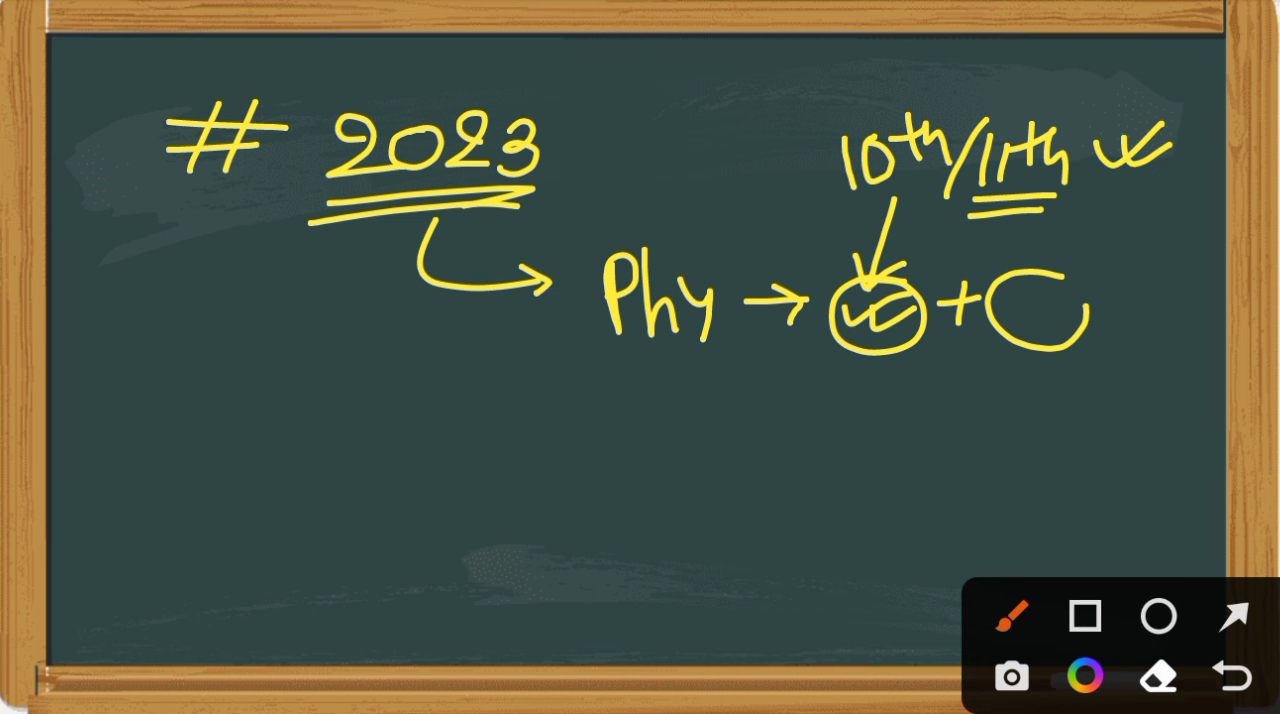 # 2023
10th/11th
Phy → + C